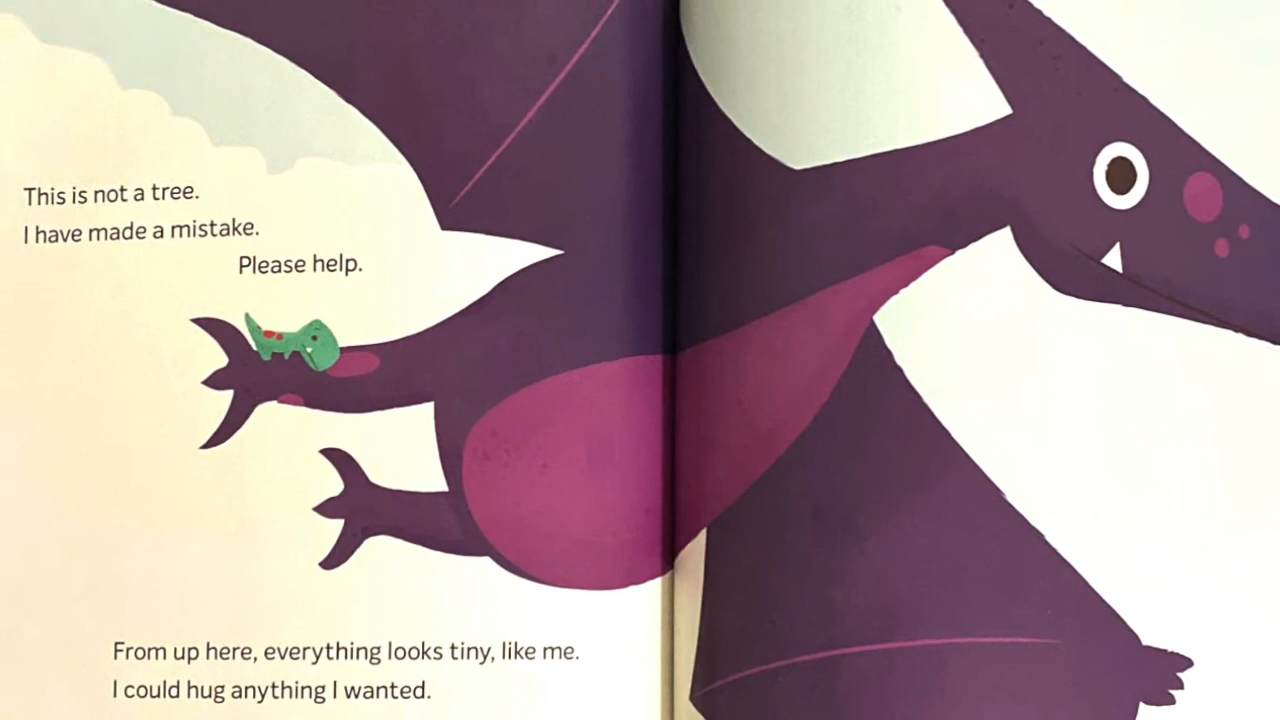 This is not a tree.
I have made a mistake.
Please help.
From up here, everything looks tiny, like me.
I could hug anything I wanted.